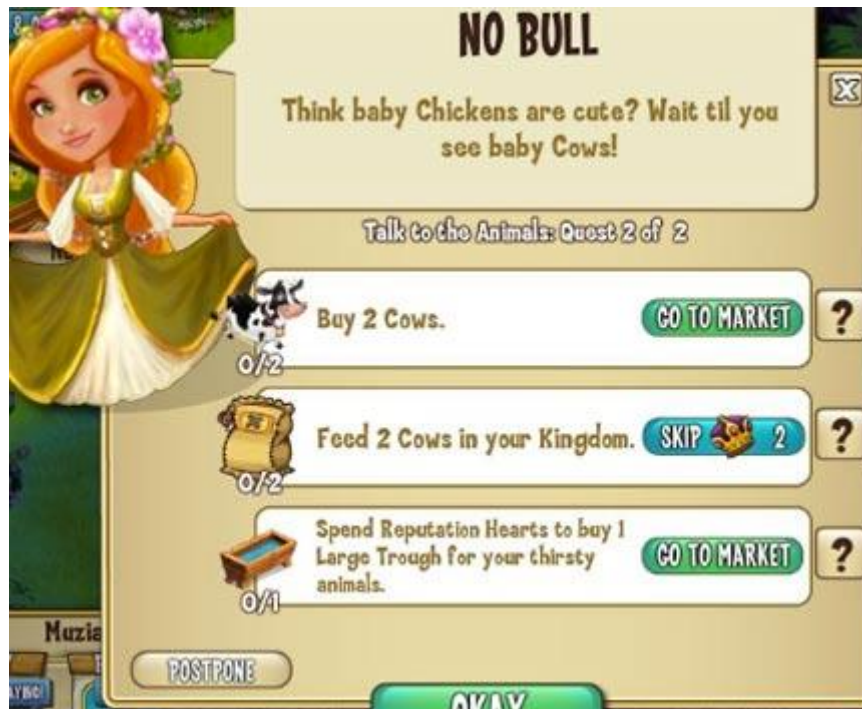 NO BULL
Think baby Chickens are cute? Wait til you
see baby Cows!
Talk to the Animals: Quest 2 of 2
Buy 2 Cows.
GO TO MARKET
?
0/2
Feed 2 Cows in your Kingdom.
SKIP 2
?
0/2
Spend Reputation Hearts to buy 1
Large Trough for your thirsty
animals.
GO TO MARKET
?
0/1
Muzia
POSTPONE
OKAY